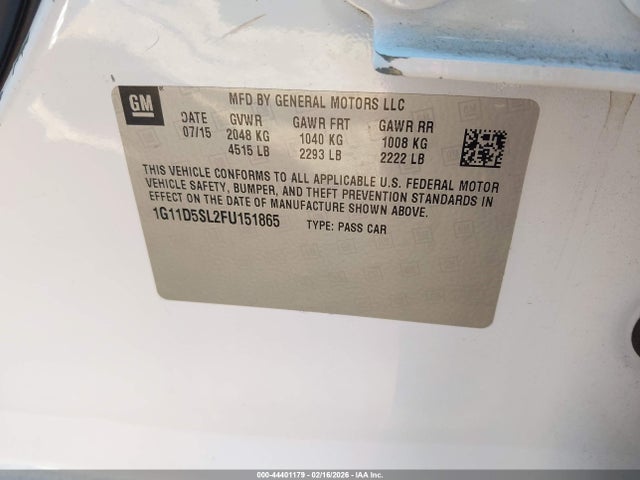 GM
MFD BY GENERAL MOTORS LLC
DATE GVWR GAWR FRT GAWR RR
07/15 2048 KG 1040 KG 1008 KG
4515 LB 2293 LB 2222 LB
THIS VEHICLE CONFORMS TO ALL APPLICABLE U.S. FEDERAL MOTOR
VEHICLE SAFETY, BUMPER, AND THEFT PREVENTION STANDARDS IN
EFFECT ON THE DATE OF MANUFACTURE SHOWN ABOVE.
1G11D5SL2FU151865 TYPE: PASS CAR
000-44401179 - 02/16/2026 - IAA Inc.